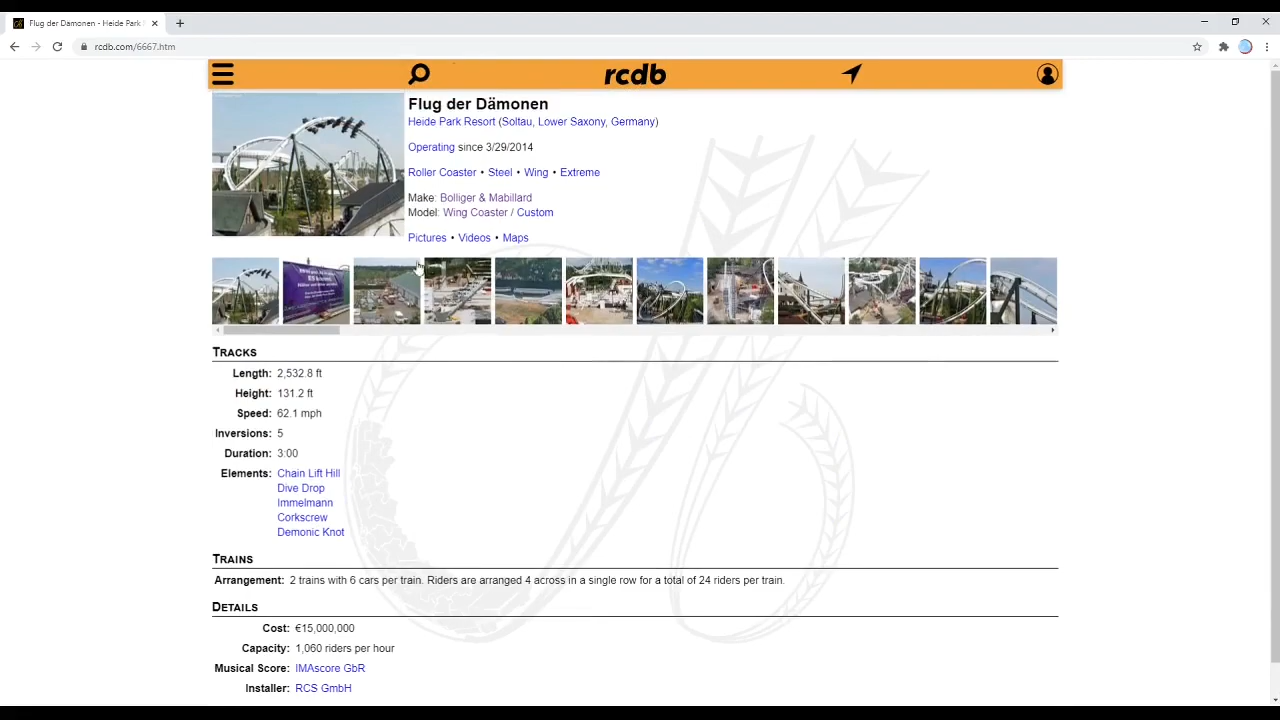 Flug der Dämonen - Heide Park
rcdb.com/6667.htm
rcdb
Flug der Dämonen
Heide Park Resort (Soltau, Lower Saxony, Germany)
Operating since 3/29/2014
Roller Coaster • Steel • Wing • Extreme
Make: Bolliger & Mabillard
Model: Wing Coaster / Custom
Pictures • Videos • Maps
TRACKS
Length: 2,532.8 ft
Height: 131.2 ft
Speed: 62.1 mph
Inversions: 5
Duration: 3:00
Elements: Chain Lift Hill
Dive Drop
Immelmann
Corkscrew
Demonic Knot
TRAINS
Arrangement: 2 trains with 6 cars per train. Riders are arranged 4 across in a single row for a total of 24 riders per train.
DETAILS
Cost: €15,000,000
Capacity: 1,060 riders per hour
Musical Score: IMAscore GbR
Installer: RCS GmbH